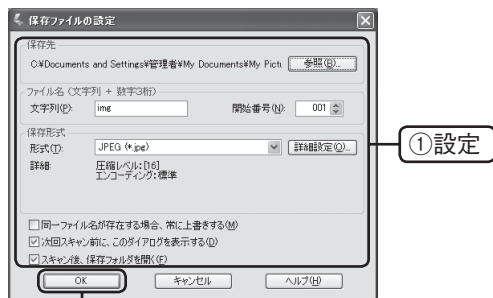 保存ファイルの設定
保存先
C:¥Documents and Settings¥管理者¥My Documents¥My Pictu
参照(B)...
ファイル名 (文字列 + 数字3桁)
文字列(P): img 開始番号(N): 001
保存形式
形式(T): JPEG (*.jpg) 詳細設定(O)...
詳細: 圧縮レベル:[16]
エンコーディング:標準
①設定
同一ファイル名が存在する場合、常に上書きする(M)
次回スキャン前に、このダイアログを表示する(D)
スキャン後、保存フォルダを開く(F)
OK キャンセル ヘルプ(H)